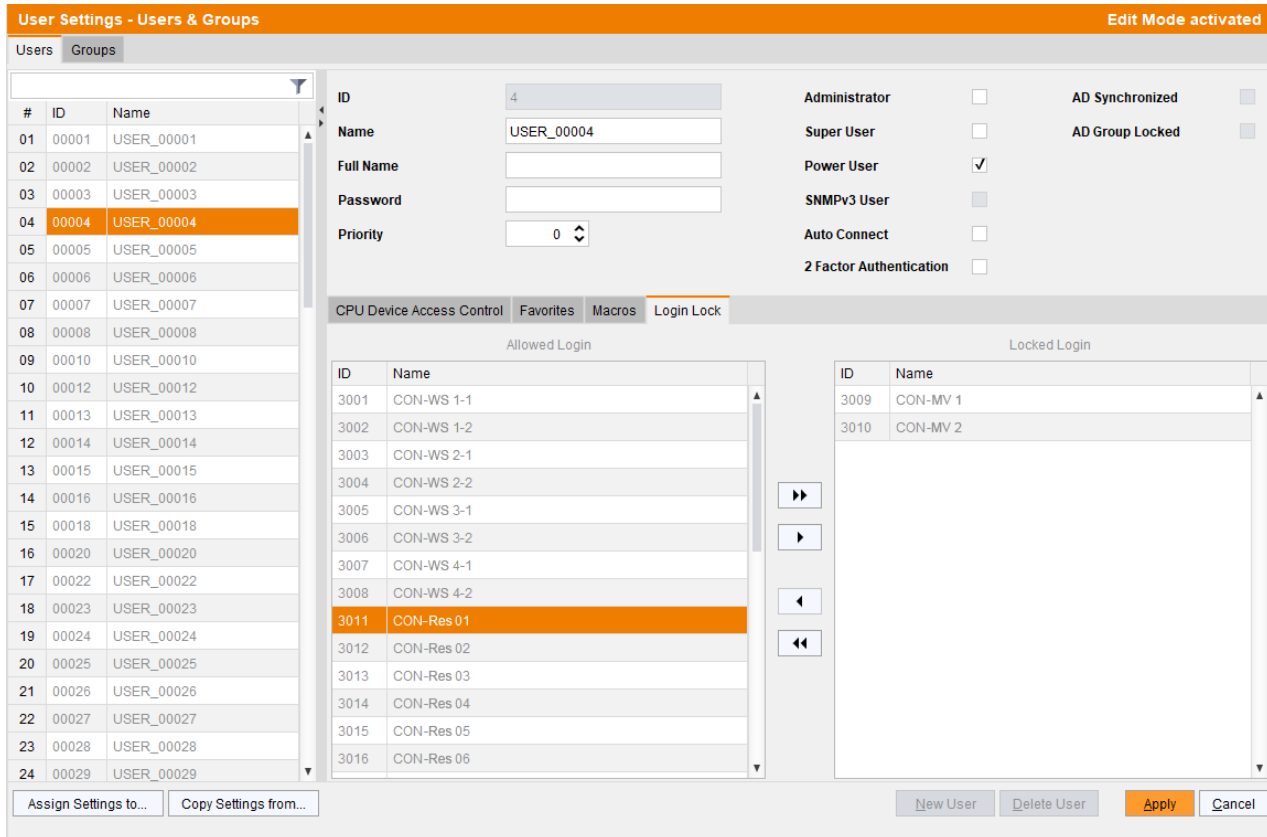 User Settings - Users & Groups Edit Mode activated
Users Groups
# ID Name
01 00001 USER_00001
02 00002 USER_00002
03 00003 USER_00003
04 00004 USER_00004
05 00005 USER_00005
06 00006 USER_00006
07 00007 USER_00007
08 00008 USER_00008
09 00010 USER_00010
10 00012 USER_00012
11 00013 USER_00013
12 00014 USER_00014
13 00015 USER_00015
14 00016 USER_00016
15 00018 USER_00018
16 00020 USER_00020
17 00022 USER_00022
18 00023 USER_00023
19 00024 USER_00024
20 00025 USER_00025
21 00026 USER_00026
22 00027 USER_00027
23 00028 USER_00028
24 00029 USER_00029
ID 4
Name USER_00004
Full Name
Password
Priority 0
Administrator
Super User
Power User
SNMPv3 User
Auto Connect
2 Factor Authentication
AD Synchronized
AD Group Locked
CPU Device Access Control Favorites Macros Login Lock
Allowed Login
ID Name
3001 CON-WS 1-1
3002 CON-WS 1-2
3003 CON-WS 2-1
3004 CON-WS 2-2
3005 CON-WS 3-1
3006 CON-WS 3-2
3007 CON-WS 4-1
3008 CON-WS 4-2
3011 CON-Res 01
3012 CON-Res 02
3013 CON-Res 03
3014 CON-Res 04
3015 CON-Res 05
3016 CON-Res 06
Locked Login
ID Name
3009 CON-MV 1
3010 CON-MV 2
Assign Settings to... Copy Settings from... New User Delete User Apply Cancel